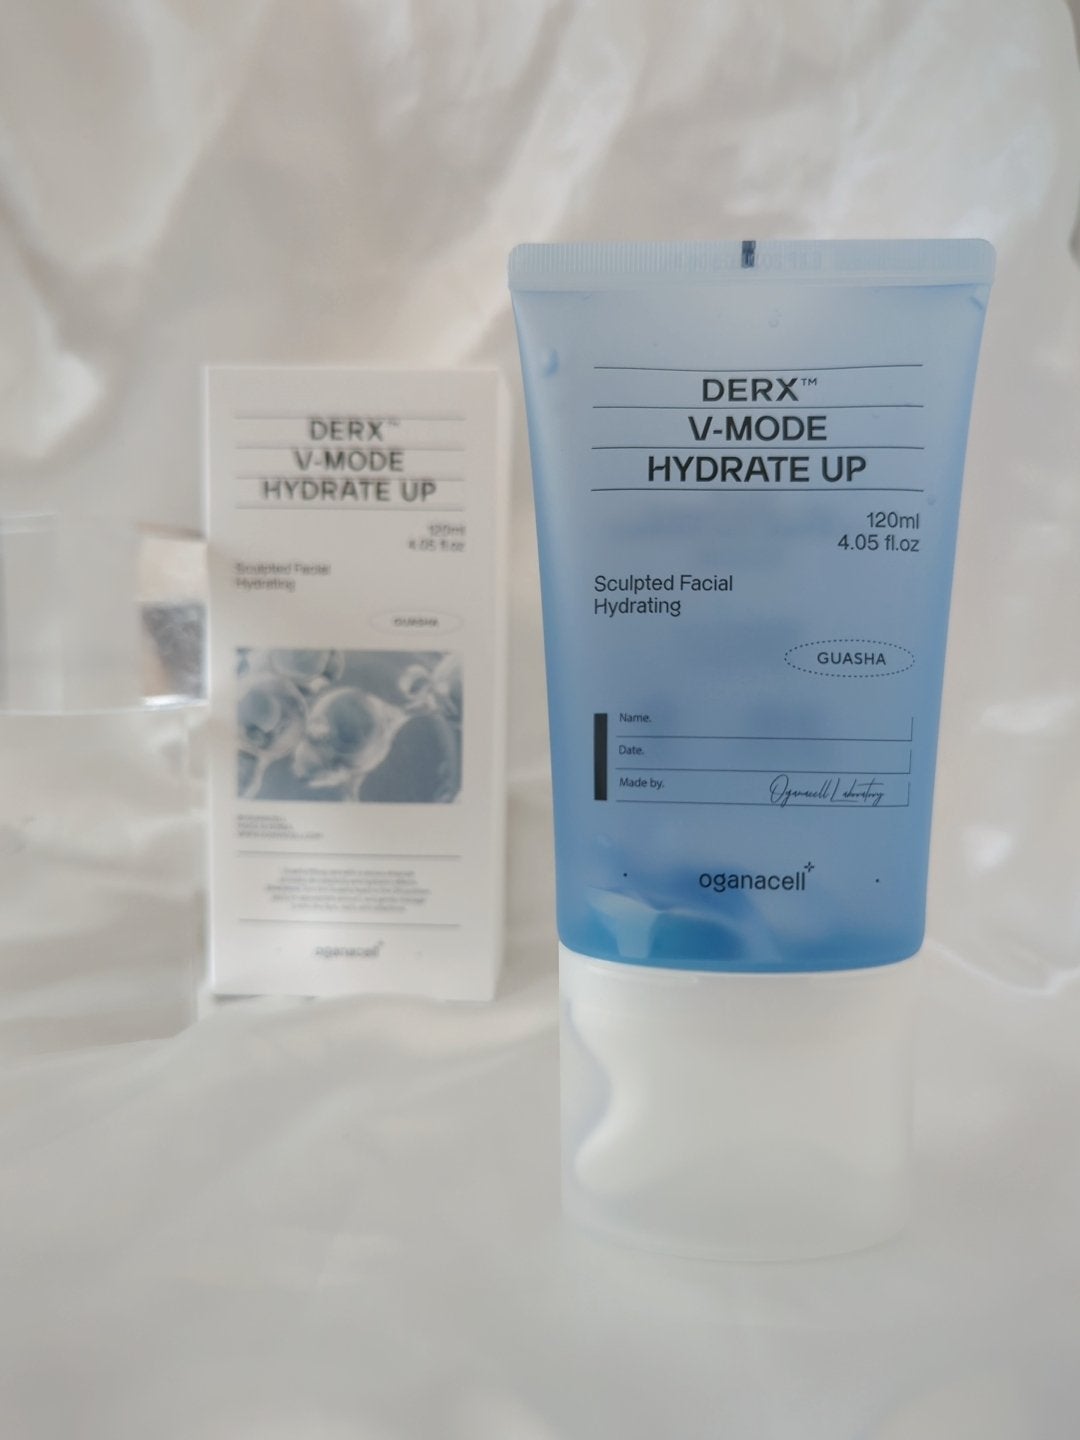 DERX™
V-MODE
HYDRATE UP
120ml
4.05 fl.oz
Sculpted Facial
Hydrating
GUASHA
oganacell
DERX™
V-MODE
HYDRATE UP
120ml
4.05 fl.oz
Sculpted Facial
Hydrating
GUASHA
Name.
Date.
Made by. Oganacell Laboratory
oganacell